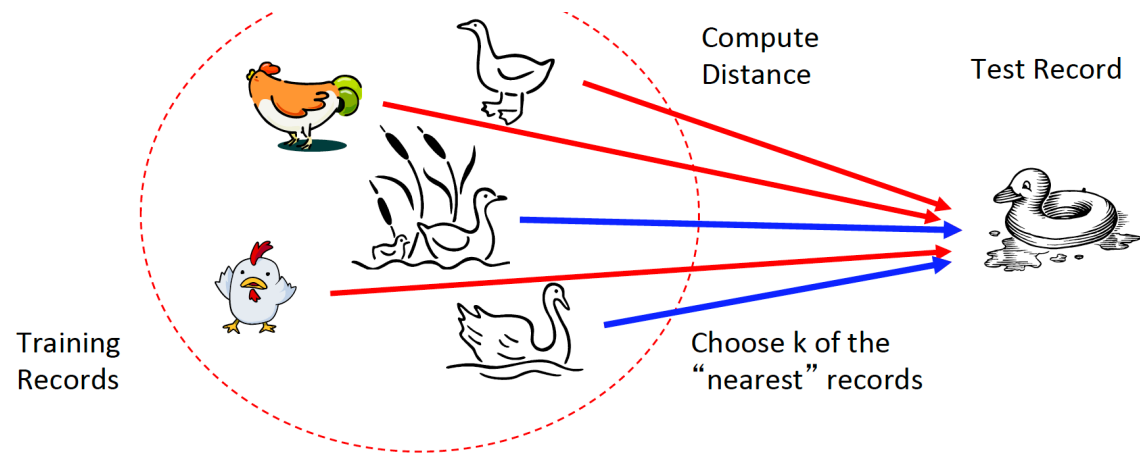 Compute
Distance
Test Record
Training
Records
Choose k of the
“nearest” records